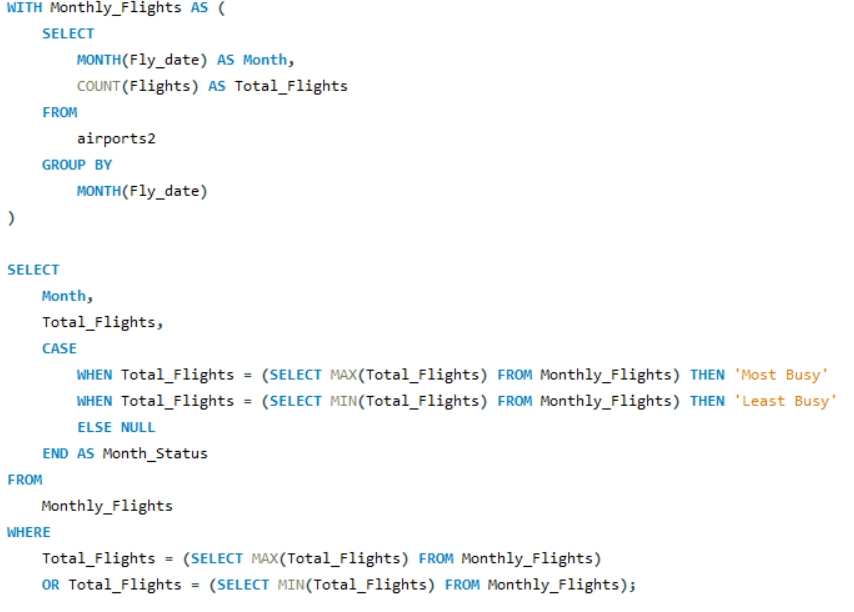 WITH Monthly_Flights AS (
    SELECT
        MONTH(Fly_date) AS Month,
        COUNT(Flights) AS Total_Flights
    FROM
        airports2
    GROUP BY
        MONTH(Fly_date)
)

SELECT
    Month,
    Total_Flights,
    CASE
        WHEN Total_Flights = (SELECT MAX(Total_Flights) FROM Monthly_Flights) THEN 'Most Busy'
        WHEN Total_Flights = (SELECT MIN(Total_Flights) FROM Monthly_Flights) THEN 'Least Busy'
        ELSE NULL
    END AS Month_Status
FROM
    Monthly_Flights
WHERE
    Total_Flights = (SELECT MAX(Total_Flights) FROM Monthly_Flights)
    OR Total_Flights = (SELECT MIN(Total_Flights) FROM Monthly_Flights);